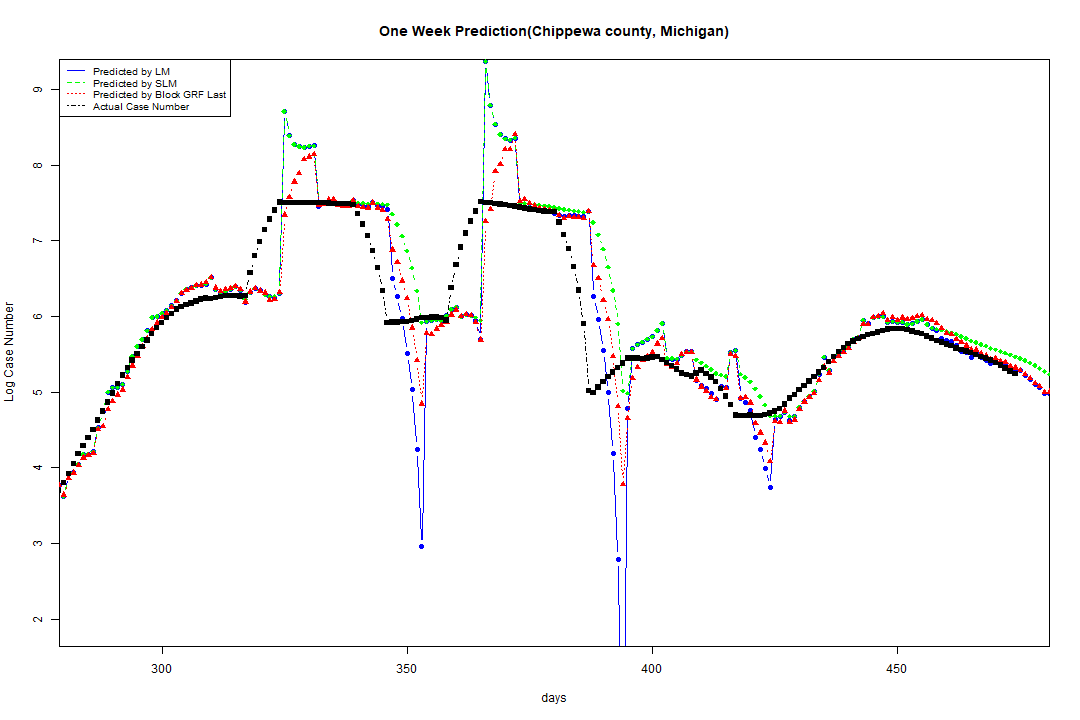 One Week Prediction(Chippewa county, Michigan)
Predicted by LM
Predicted by SLM
Predicted by Block GRF Last
Actual Case Number
Log Case Number
9
8
7
6
5
4
3
2
300
350
400
450
days